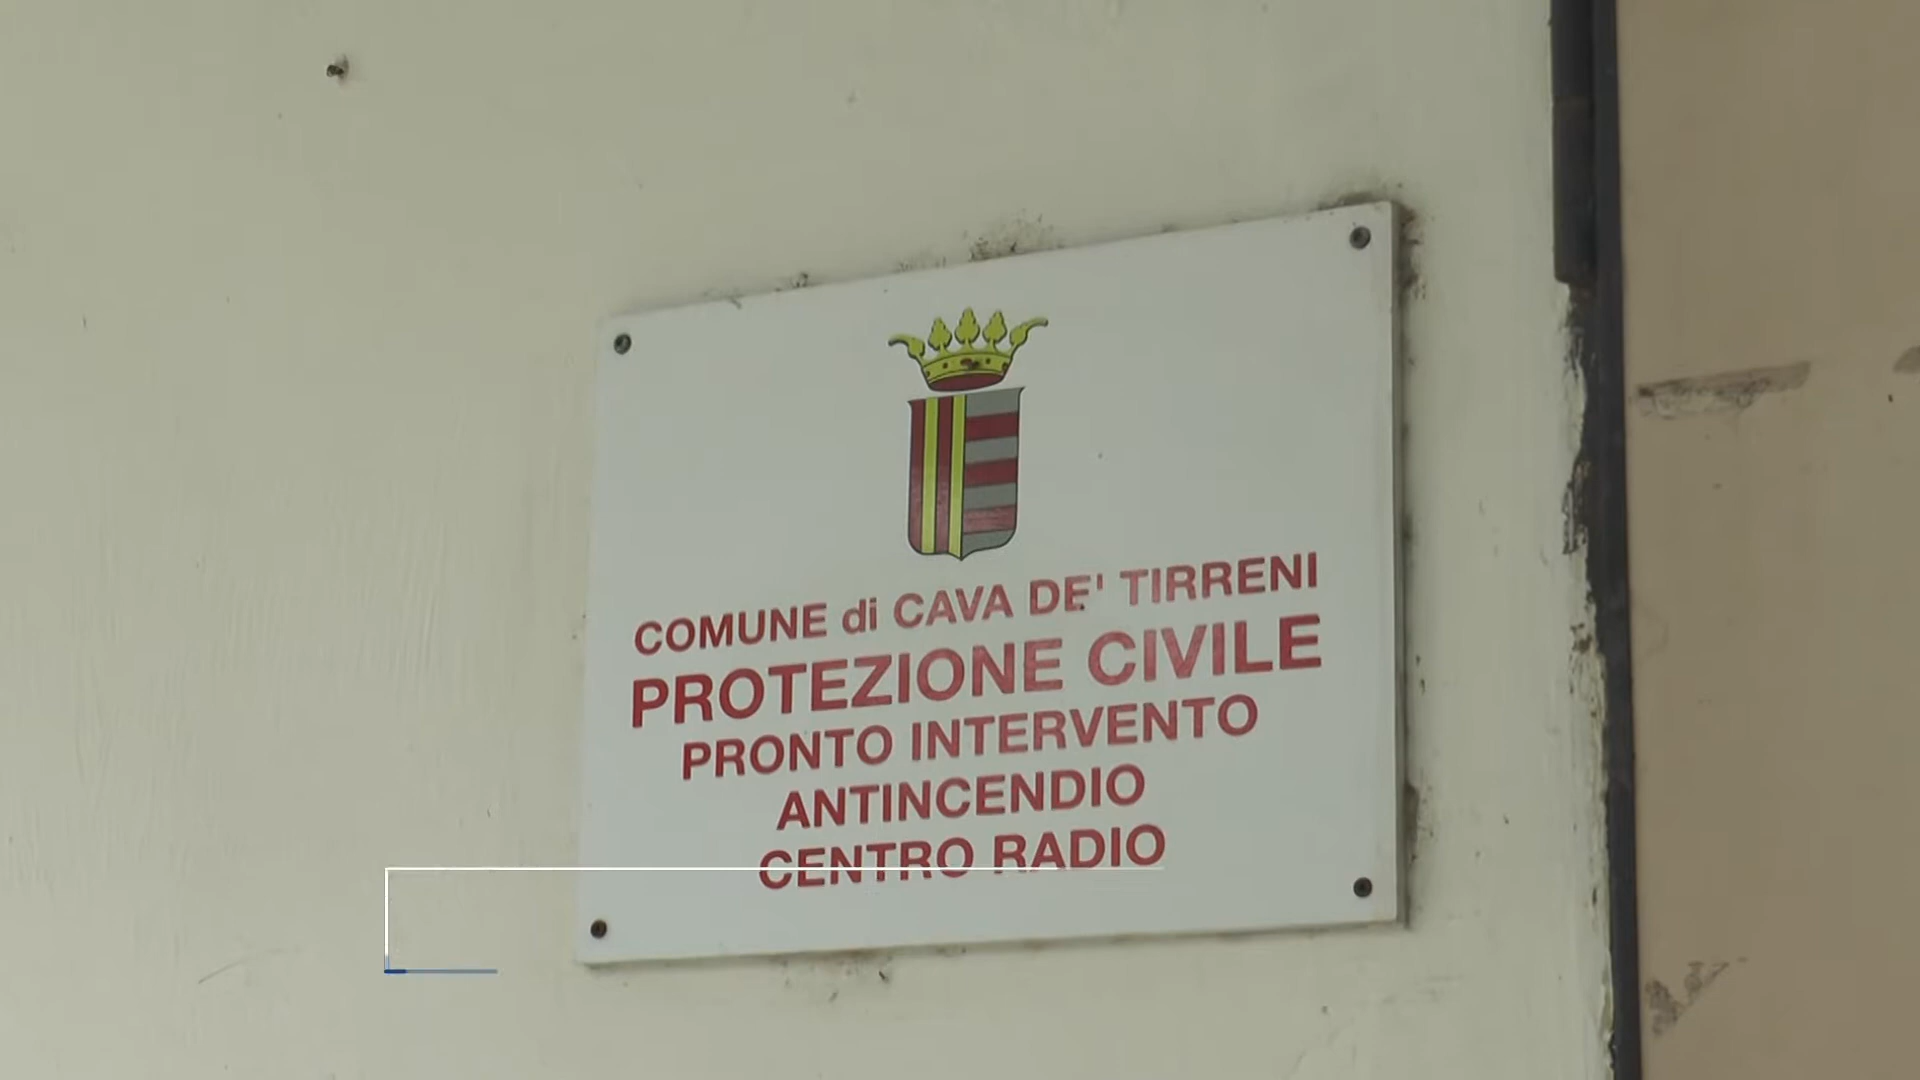 COMUNE di CAVA DE' TIRRENI
PROTEZIONE CIVILE
PRONTO INTERVENTO
ANTINCENDIO
CENTRO RADIO